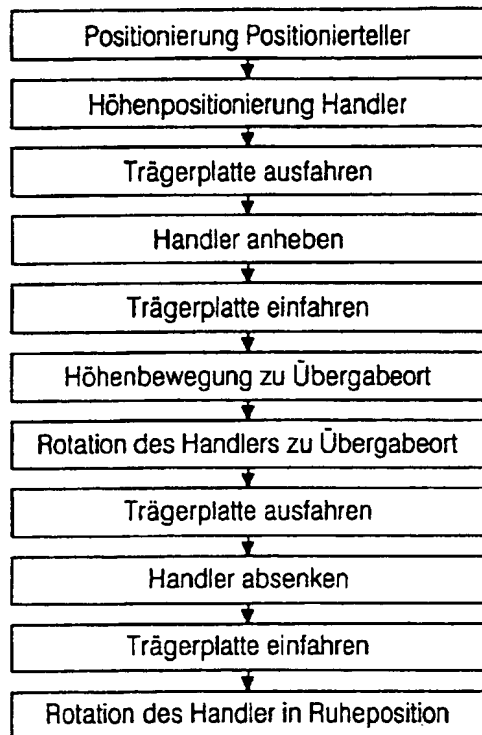 Positionierung Positionierteller
Höhenpositionierung Handler
Trägerplatte ausfahren
Handler anheben
Trägerplatte einfahren
Höhenbewegung zu Übergabeort
Rotation des Handlers zu Übergabeort
Trägerplatte ausfahren
Handler absenken
Trägerplatte einfahren
Rotation des Handler in Ruheposition